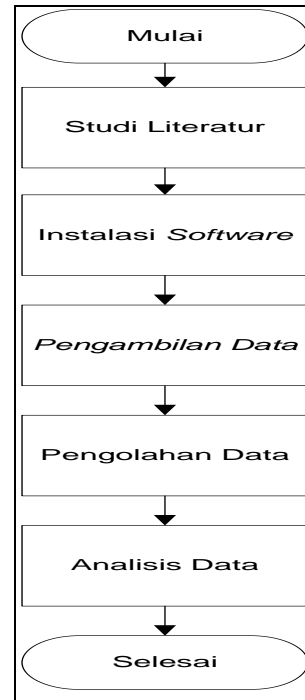 Mulai
Studi Literatur
Instalasi Software
Pengambilan Data
Pengolahan Data
Analisis Data
Selesai